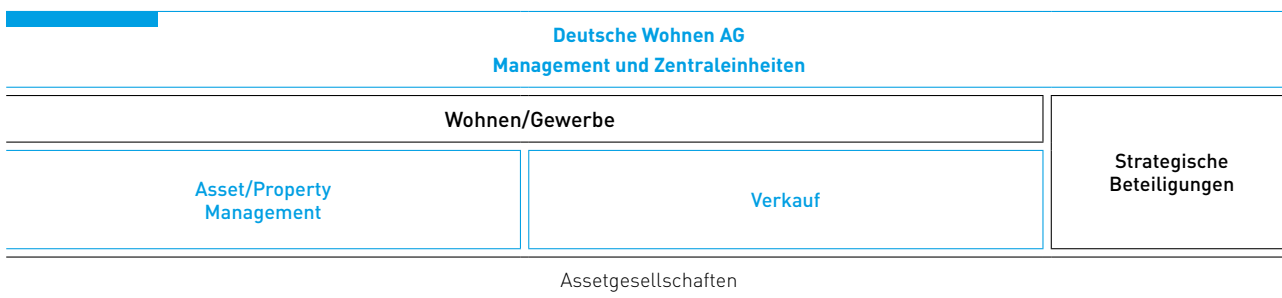 Deutsche Wohnen AG
Management und Zentraleinheiten
Wohnen/Gewerbe
Asset/Property
Management
Verkauf
Strategische
Beteiligungen
Assetgesellschaften